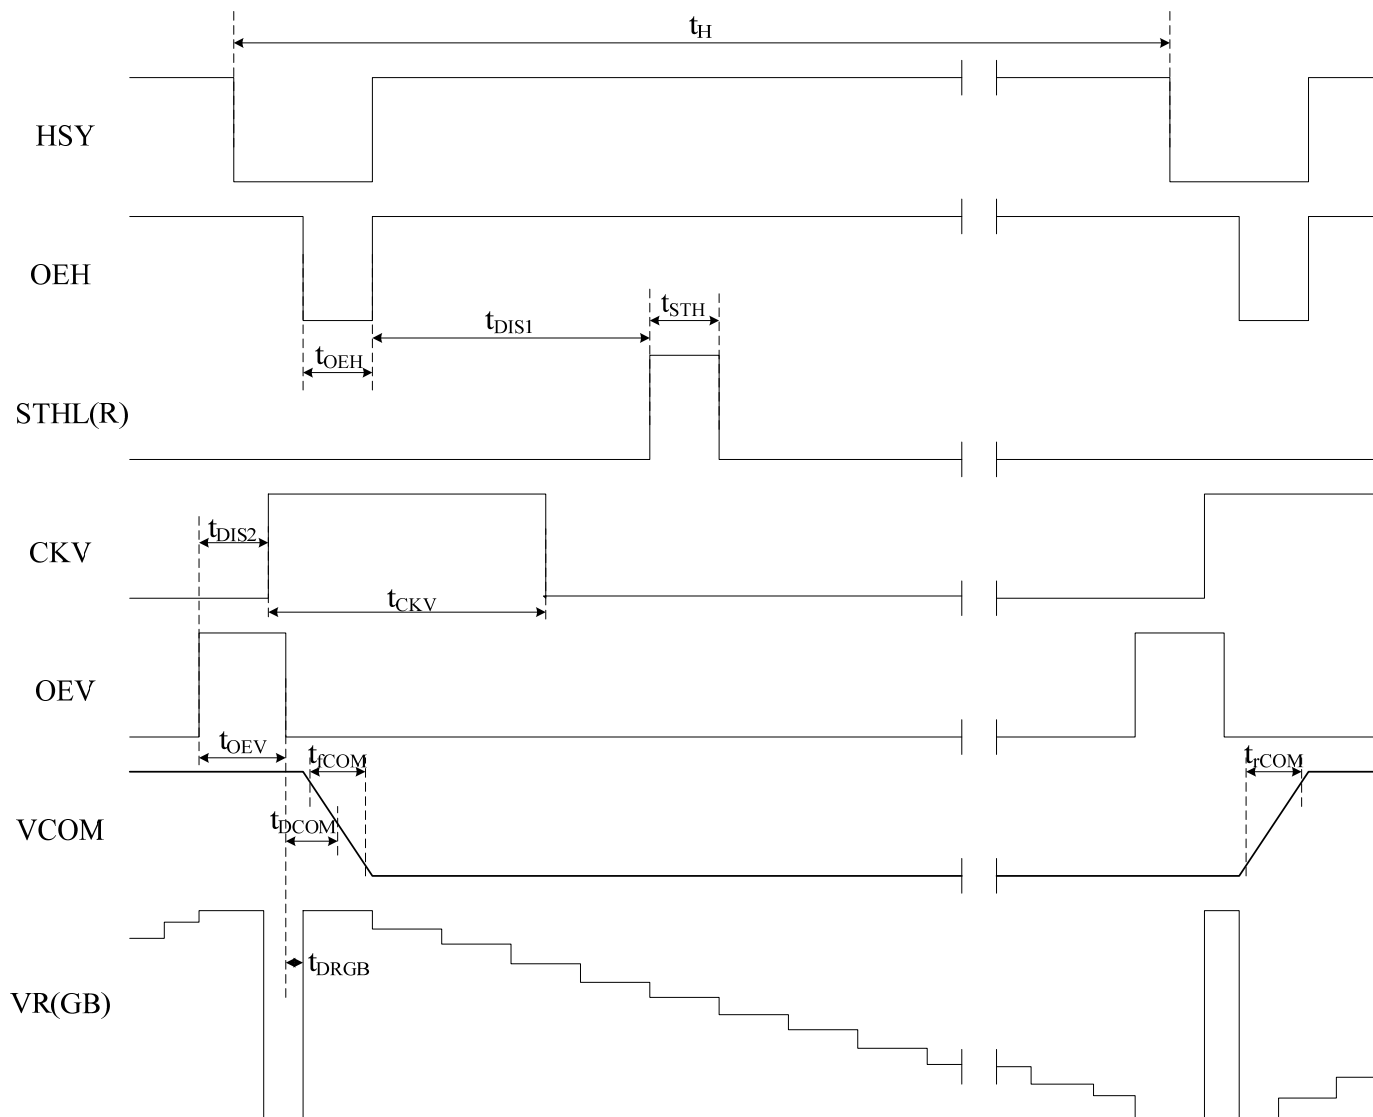 tH
HSY
OEH
tSTH
tDIS1
tOEH
STHL(R)
tDIS2
CKV
tCKV
OEV
tOEV
tfCOM
trCOM
tDCOM
VCOM
tDRGB
VR(GB)